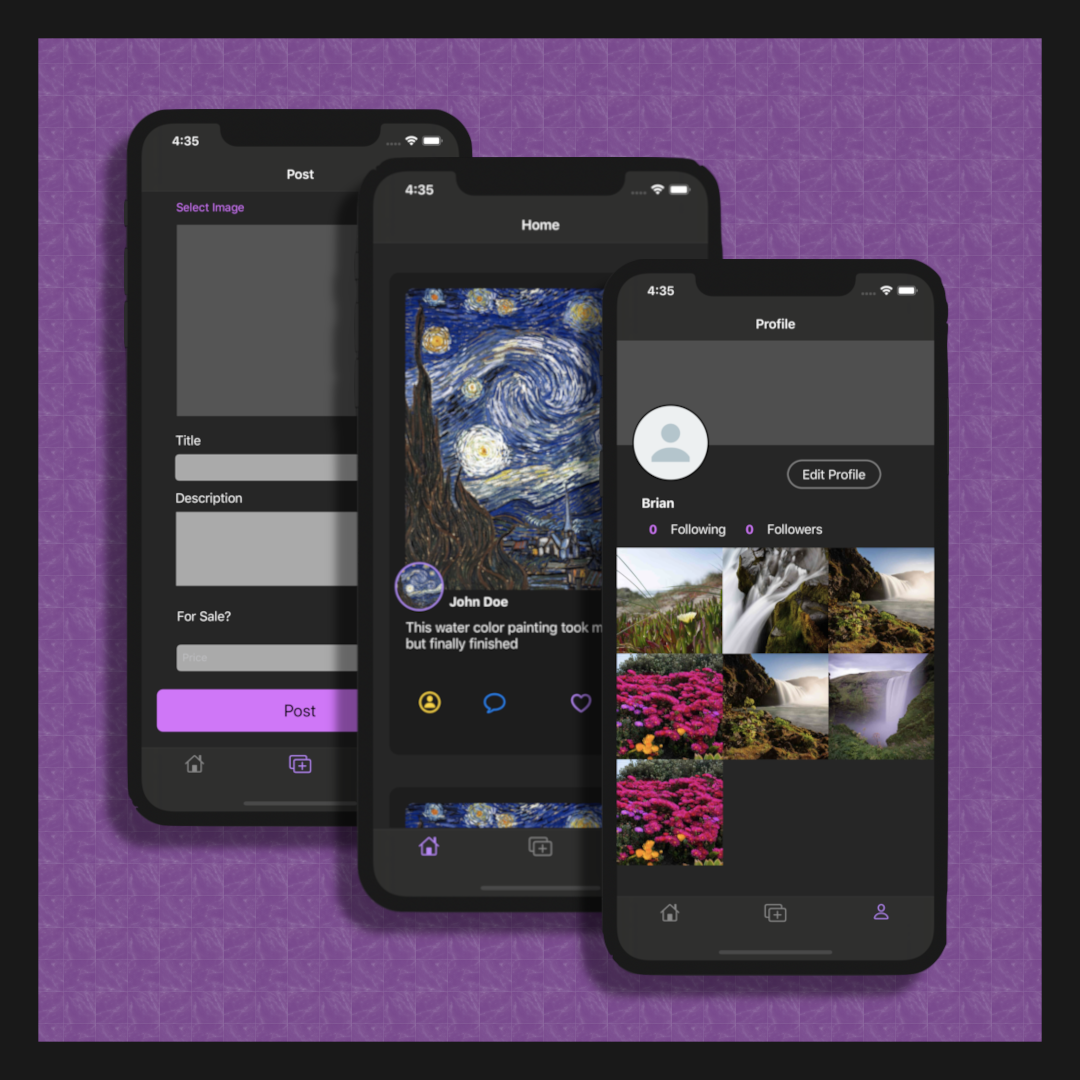 4:35
Post
Select Image
Title
Description
For Sale?
Price
Post
4:35
Home
John Doe
This water color painting took m
but finally finished
4:35
Profile
Edit Profile
Brian
0 Following 0 Followers